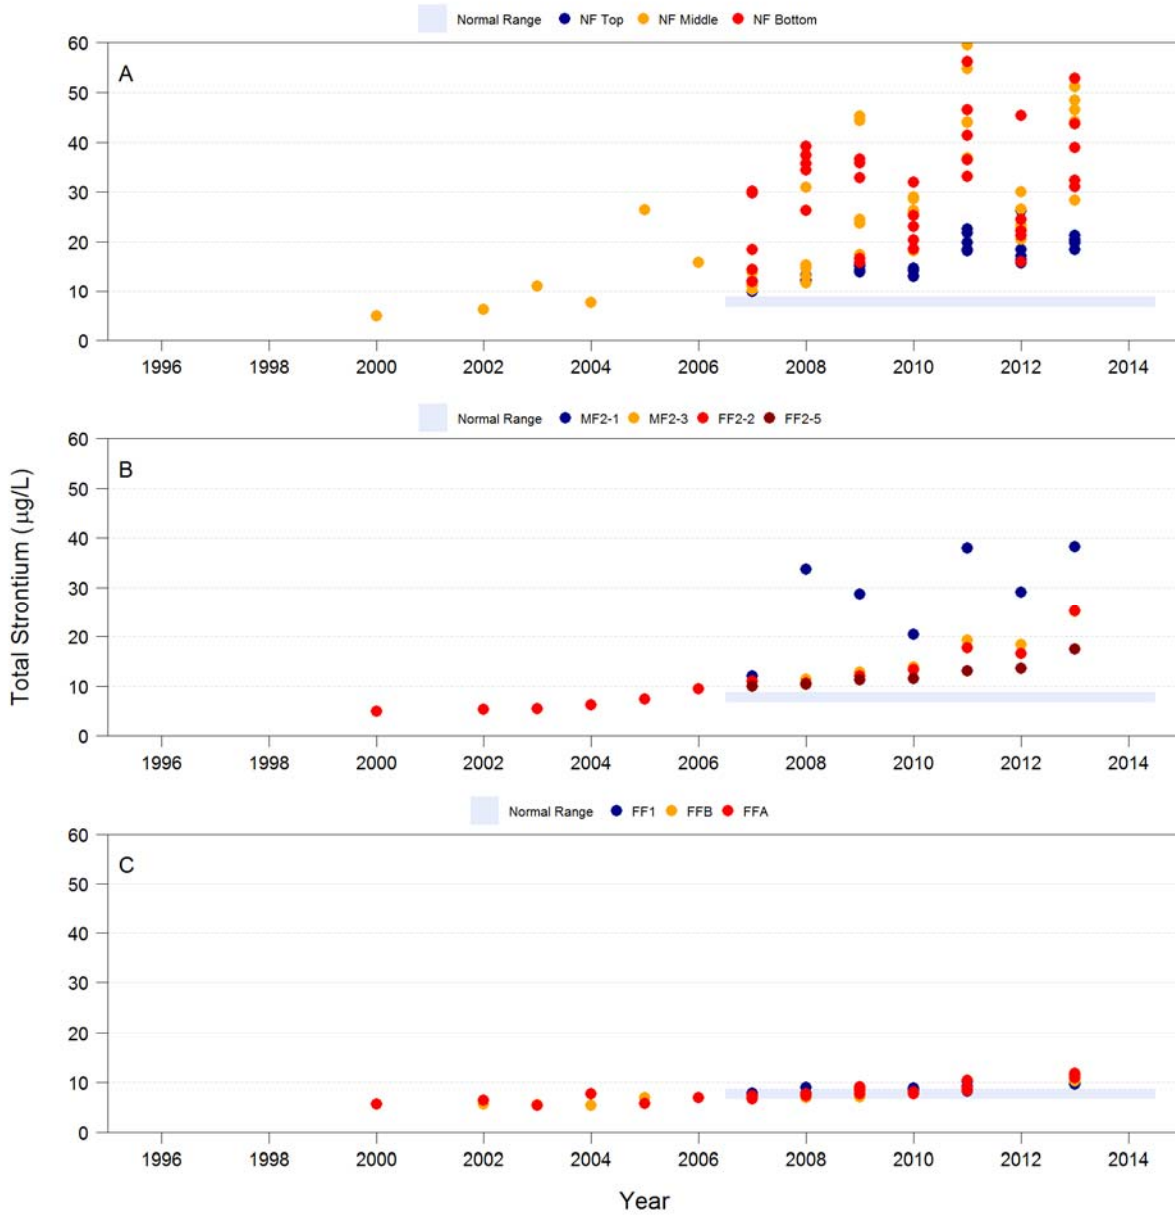 Normal Range NF Top NF Middle NF Bottom
A
60
50
40
30
20
10
0
1996 1998 2000 2002 2004 2006 2008 2010 2012 2014
Normal Range MF2-1 MF2-3 FF2-2 FF2-5
B
60
50
40
30
20
10
0
1996 1998 2000 2002 2004 2006 2008 2010 2012 2014
Total Strontium (µg/L)
Normal Range FF1 FFB FFA
C
60
50
40
30
20
10
0
1996 1998 2000 2002 2004 2006 2008 2010 2012 2014
Year